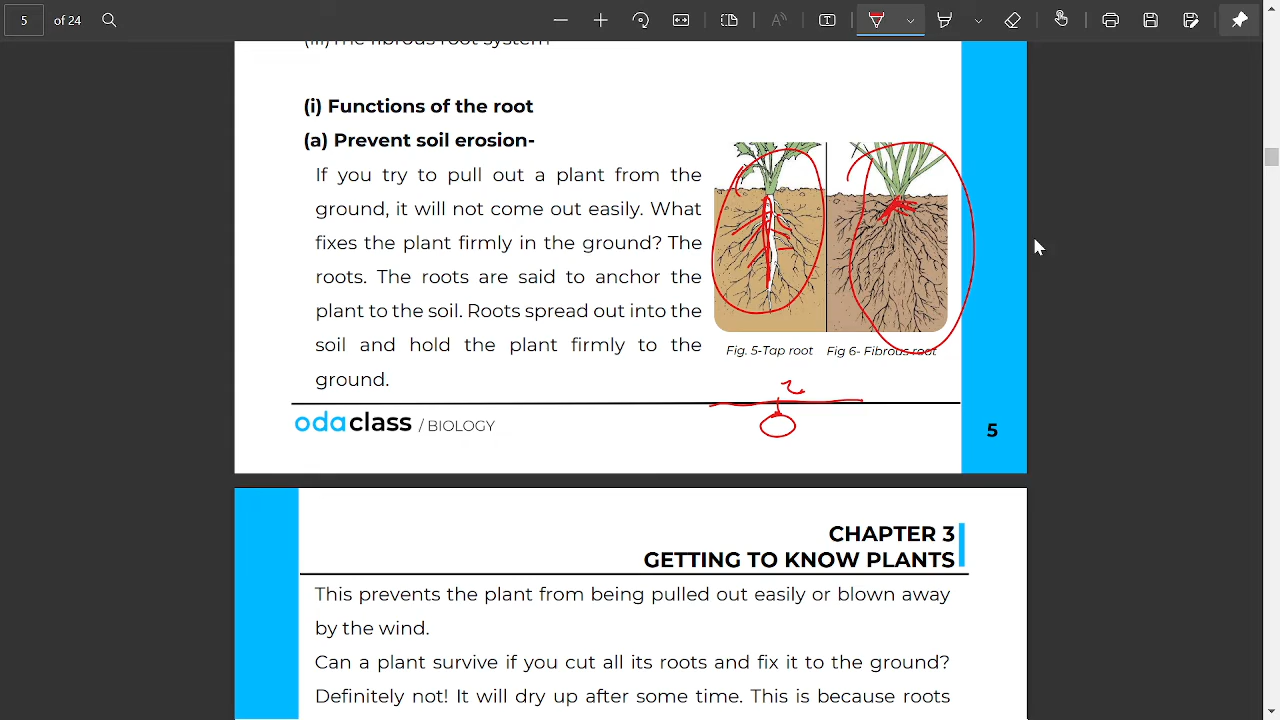 5 of 24
(iii)The fibrous root system
(i) Functions of the root
(a) Prevent soil erosion-
If you try to pull out a plant from the
ground, it will not come out easily. What
fixes the plant firmly in the ground? The
roots. The roots are said to anchor the
plant to the soil. Roots spread out into the
soil and hold the plant firmly to the
ground.
Fig. 5-Tap root Fig 6- Fibrous root
odaclass / BIOLOGY
5
CHAPTER 3
GETTING TO KNOW PLANTS
This prevents the plant from being pulled out easily or blown away
by the wind.
Can a plant survive if you cut all its roots and fix it to the ground?
Definitely not! It will dry up after some time. This is because roots